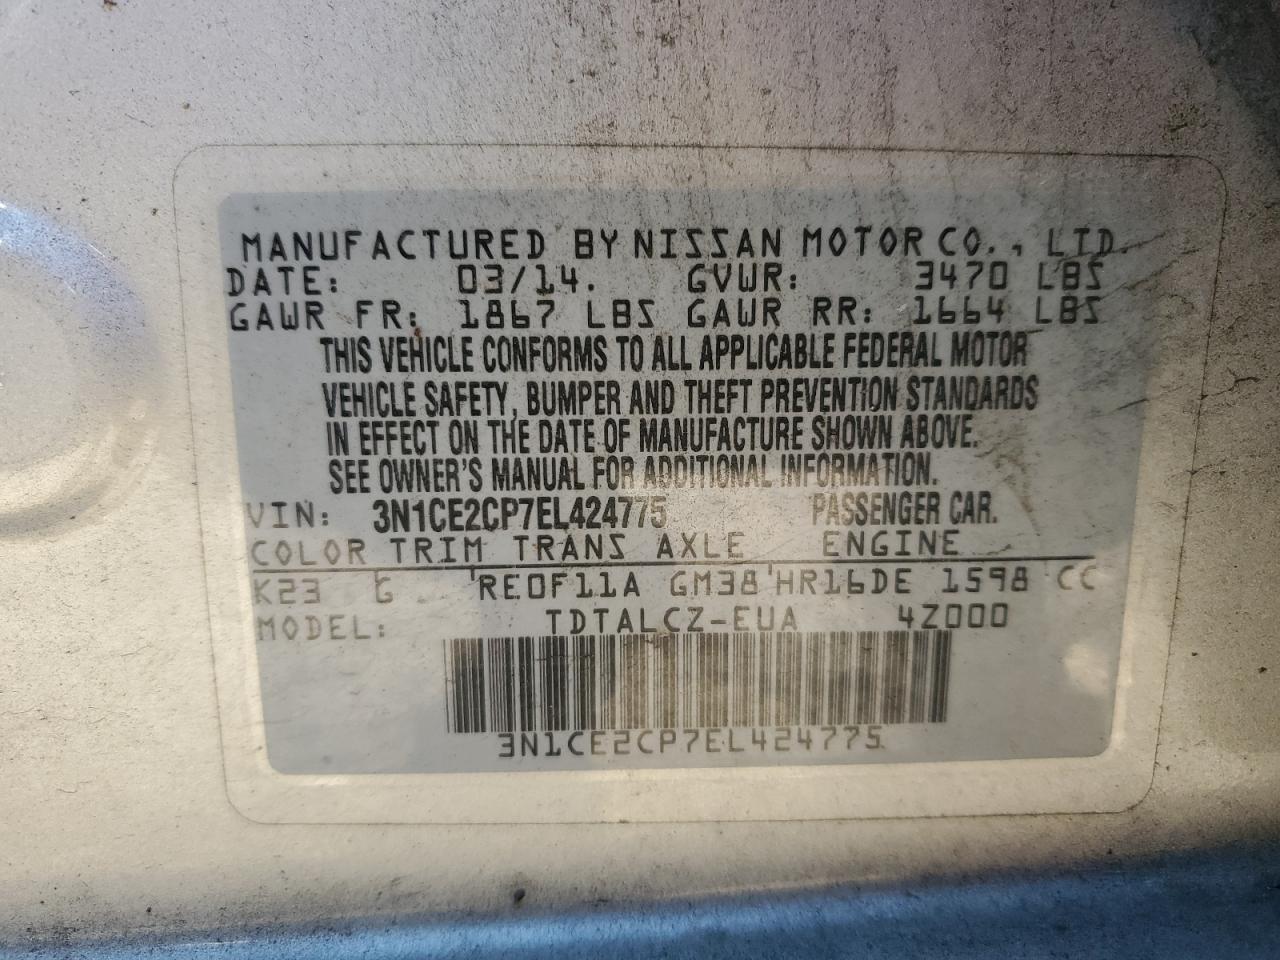 MANUFACTURED BY NISSAN MOTOR CO., LTD.
DATE: 03/14. GVWR: 3470 LBS
GAWR FR: 1867 LBS GAWR RR: 1664 LBS
THIS VEHICLE CONFORMS TO ALL APPLICABLE FEDERAL MOTOR
VEHICLE SAFETY, BUMPER AND THEFT PREVENTION STANDARDS
IN EFFECT ON THE DATE OF MANUFACTURE SHOWN ABOVE.
SEE OWNER'S MANUAL FOR ADDITIONAL INFORMATION.
VIN: 3N1CE2CP7EL424775 PASSENGER CAR.
COLOR TRIM TRANS AXLE ENGINE
K23 G RE0F11A GM38 HR16DE 1598 CC
MODEL: TDTALCZ-EUA 4Z000
3N1CE2CP7EL424775